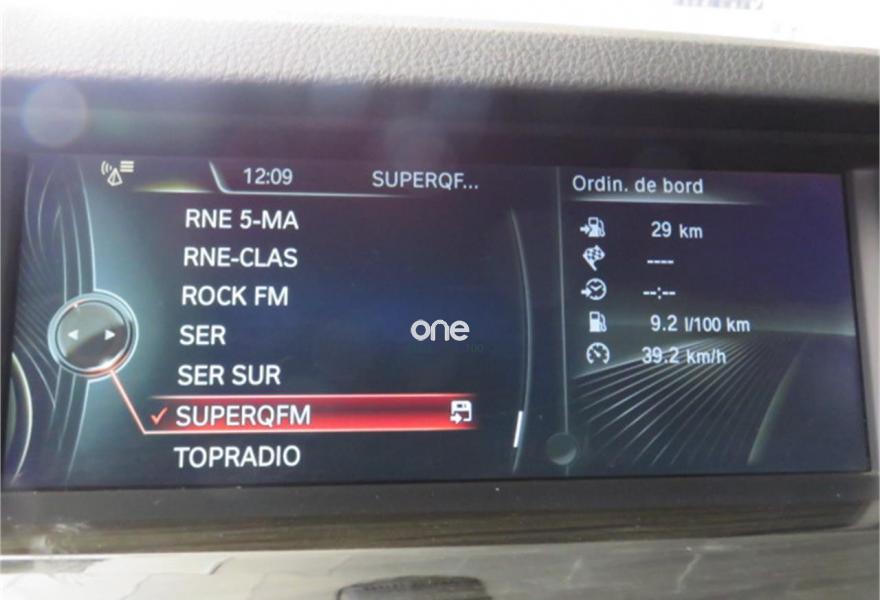 12:09 SUPERQF...
RNE 5-MA
RNE-CLAS
ROCK FM
SER
SER SUR
SUPERQFM
TOPRADIO
Ordin. de bord
29 km
----
--:--
9.2 l/100 km
39.2 km/h
one